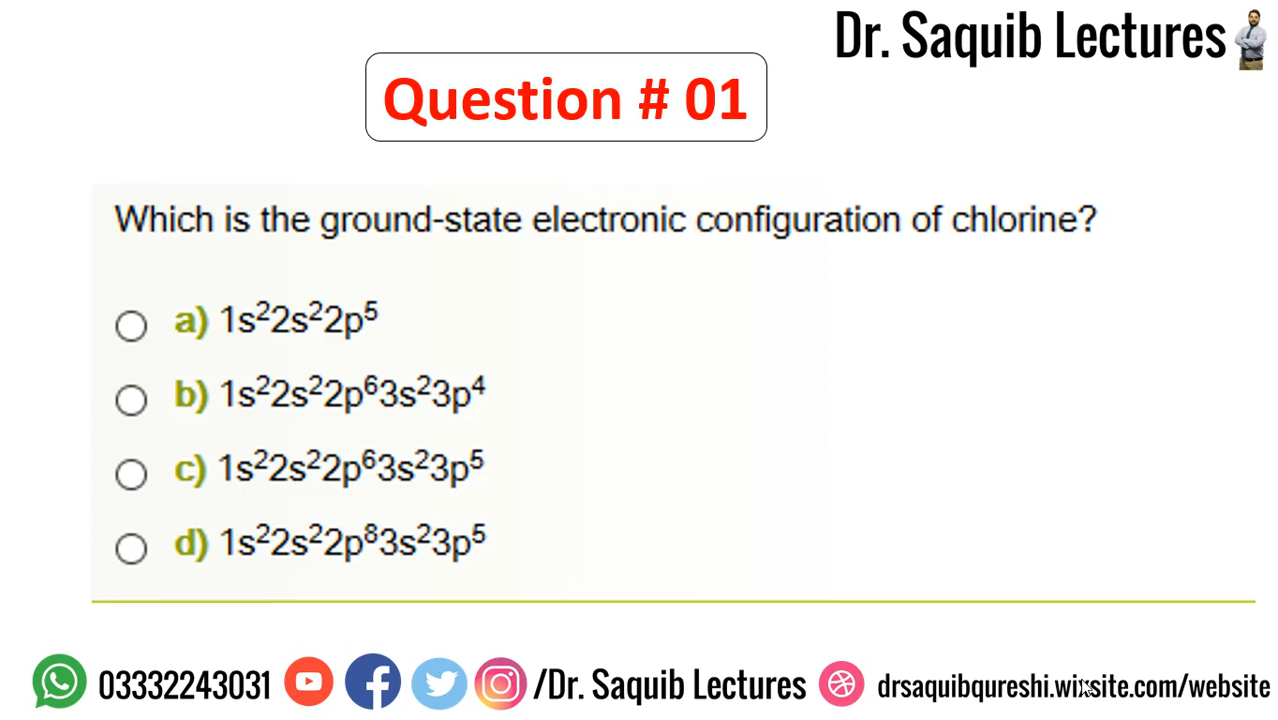 Dr. Saquib Lectures
Question # 01
Which is the ground-state electronic configuration of chlorine?
a) 1s²2s²2p⁵
b) 1s²2s²2p⁶3s²3p⁴
c) 1s²2s²2p⁶3s²3p⁵
d) 1s²2s²2p⁸3s²3p⁵
03332243031 /Dr. Saquib Lectures drsaquibqureshi.wixsite.com/website